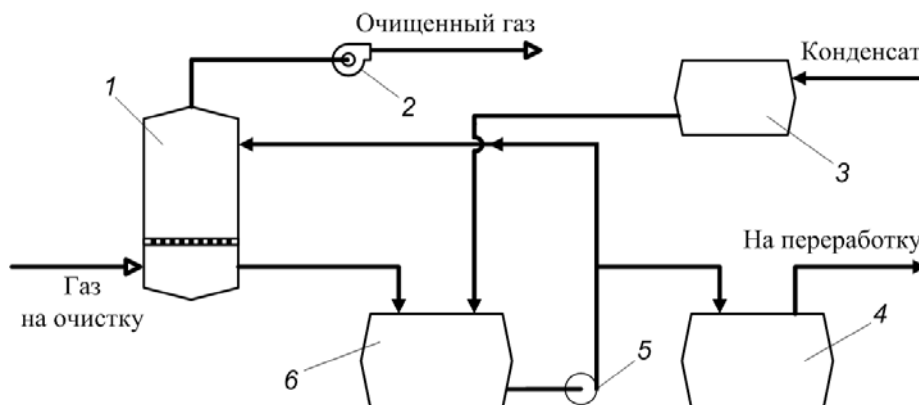 Очищенный газ
Конденсат
1
2
3
На переработку
Газ
на очистку
4
5
6